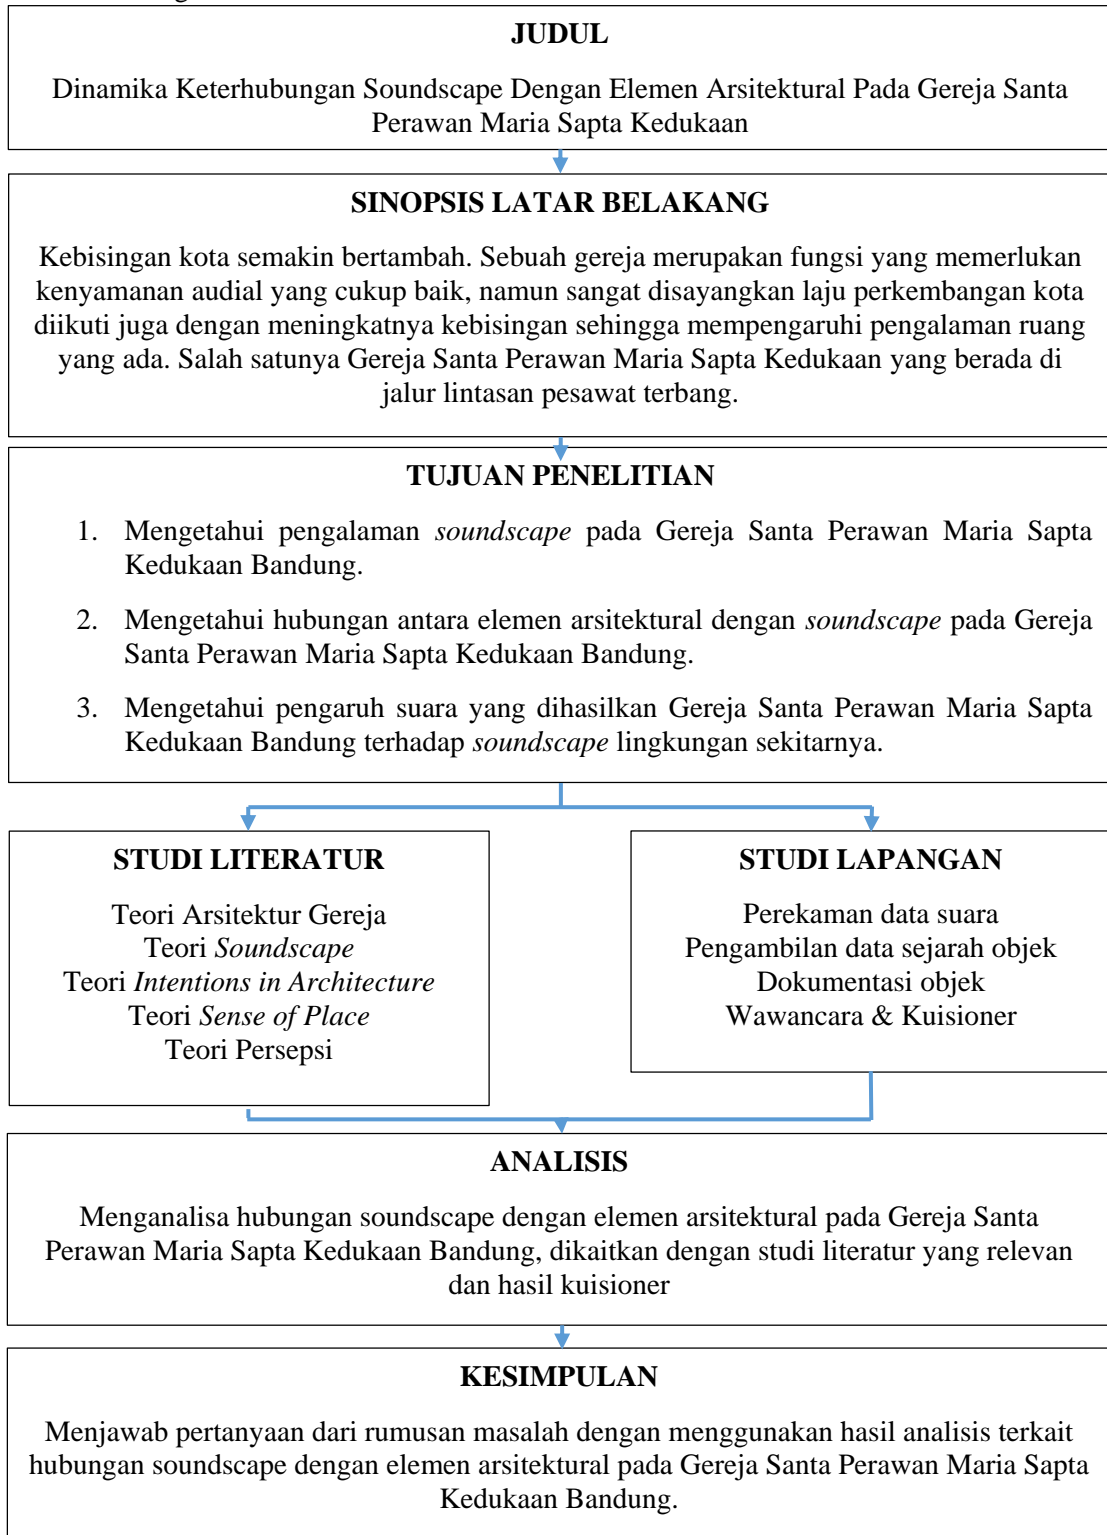 JUDUL
Dinamika Keterhubungan Soundscape Dengan Elemen Arsitektural Pada Gereja Santa
Perawan Maria Sapta Kedukaan
SINOPSIS LATAR BELAKANG
Kebisingan kota semakin bertambah. Sebuah gereja merupakan fungsi yang memerlukan
kenyamanan audial yang cukup baik, namun sangat disayangkan laju perkembangan kota
diikuti juga dengan meningkatnya kebisingan sehingga mempengaruhi pengalaman ruang
yang ada. Salah satunya Gereja Santa Perawan Maria Sapta Kedukaan yang berada di
jalur lintasan pesawat terbang.
TUJUAN PENELITIAN
1. Mengetahui pengalaman soundscape pada Gereja Santa Perawan Maria Sapta
Kedukaan Bandung.
2. Mengetahui hubungan antara elemen arsitektural dengan soundscape pada Gereja
Santa Perawan Maria Sapta Kedukaan Bandung.
3. Mengetahui pengaruh suara yang dihasilkan Gereja Santa Perawan Maria Sapta
Kedukaan Bandung terhadap soundscape lingkungan sekitarnya.
STUDI LITERATUR
Teori Arsitektur Gereja
Teori Soundscape
Teori Intentions in Architecture
Teori Sense of Place
Teori Persepsi
STUDI LAPANGAN
Perekaman data suara
Pengambilan data sejarah objek
Dokumentasi objek
Wawancara & Kuisioner
ANALISIS
Menganalisa hubungan soundscape dengan elemen arsitektural pada Gereja Santa
Perawan Maria Sapta Kedukaan Bandung, dikaitkan dengan studi literatur yang relevan
dan hasil kuisioner
KESIMPULAN
Menjawab pertanyaan dari rumusan masalah dengan menggunakan hasil analisis terkait
hubungan soundscape dengan elemen arsitektural pada Gereja Santa Perawan Maria Sapta
Kedukaan Bandung.